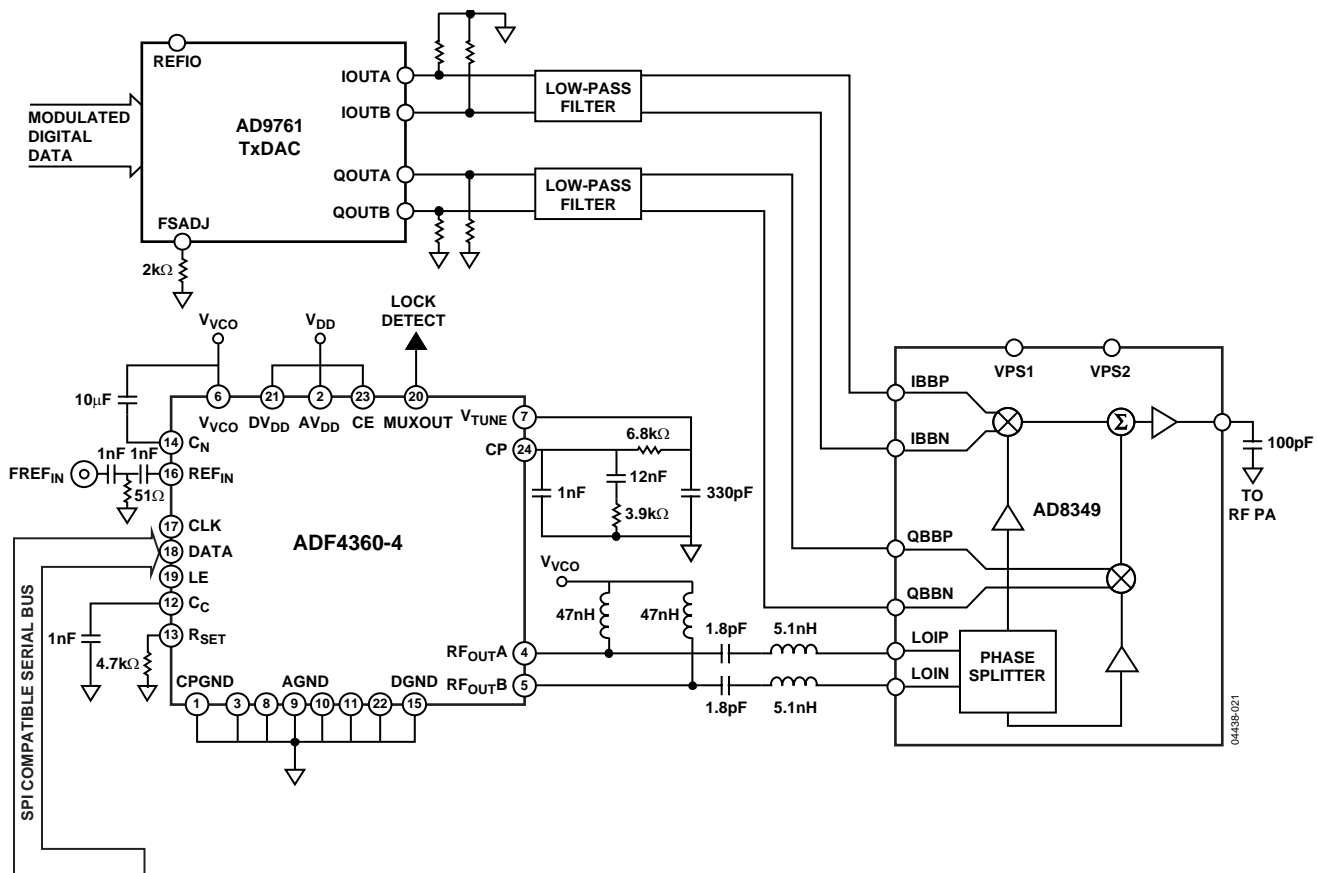 REFIO
MODULATED
DIGITAL
DATA
AD9761
TxDAC
IOUTA
IOUTB
QOUTA
QOUTB
FSADJ
2kΩ
LOW-PASS
FILTER
LOW-PASS
FILTER
LOCK
DETECT
VVCO
VDD
10µF
6
21
2
23
20
VVCO
DVDD
AVDD
CE
MUXOUT
VTUNE
7
CP
24
14
CN
1nF
1nF
FREFIN
16
REFIN
51Ω
17
CLK
18
DATA
19
LE
12
CC
1nF
13
RSET
4.7kΩ
ADF4360-4
6.8kΩ
1nF
12nF
3.9kΩ
330pF
VVCO
47nH
47nH
RFOUTA
4
RFOUTB
5
1.8pF
5.1nH
1.8pF
5.1nH
CPGND
AGND
DGND
1
3
8
9
10
11
22
15
SPI COMPATIBLE SERIAL BUS
VPS1
VPS2
IBBP
IBBN
Σ
100pF
TO
RF PA
AD8349
QBBP
QBBN
LOIP
LOIN
PHASE
SPLITTER
04438-021